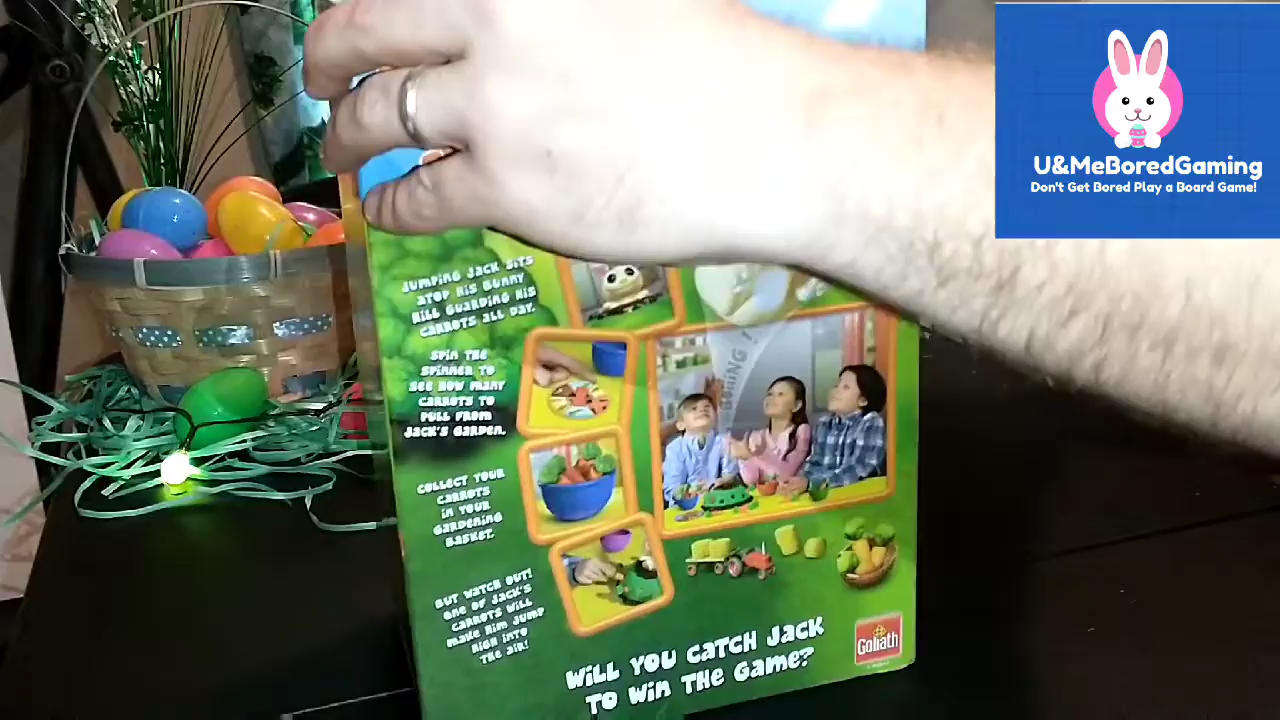 U&MeBoredGaming
Don't Get Bored Play a Board Game!
JUMPING JACK SITS
ATOP HIS BUNNY
HILL GUARDING HIS
CARROTS ALL DAY.
SPIN THE
SPINNER TO
SEE HOW MANY
CARROTS TO
PULL FROM
JACK'S GARDEN.
COLLECT YOUR
CARROTS
IN YOUR
GARDENING
BASKET.
BUT WATCH OUT!
ONE OF JACK'S
CARROTS WILL
MAKE HIM JUMP
HIGH INTO
THE AIR!
WILL YOU CATCH JACK
TO WIN THE GAME?
Goliath